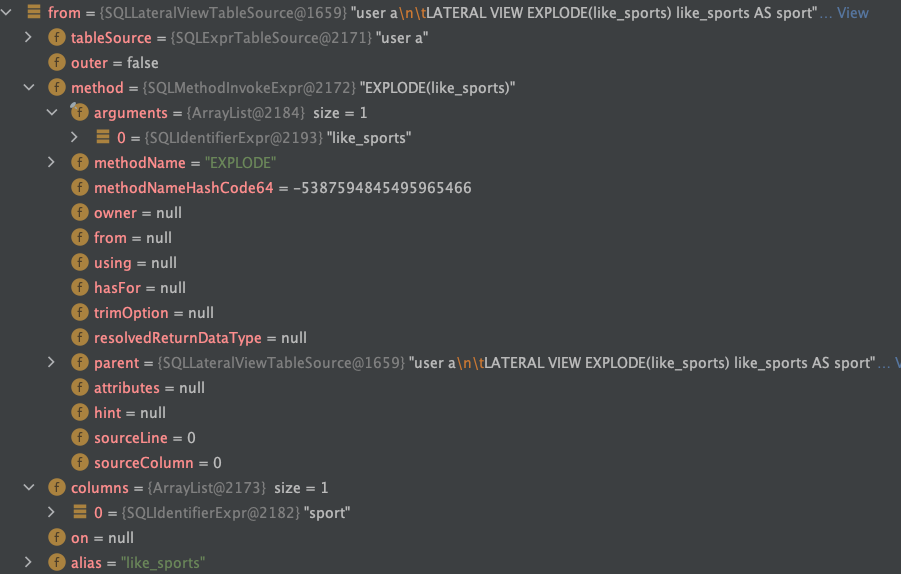 from = {SQLLateralViewTableSource@1659} "user a\n\tLATERAL VIEW EXPLODE(like_sports) like_sports AS sport"... View
f tableSource = {SQLExprTableSource@2171} "user a"
f outer = false
f method = {SQLMethodInvokeExpr@2172} "EXPLODE(like_sports)"
f arguments = {ArrayList@2184} size = 1
0 = {SQLIdentifierExpr@2193} "like_sports"
f methodName = "EXPLODE"
f methodNameHashCode64 = -5387594845495965466
f owner = null
f from = null
f using = null
f hasFor = null
f trimOption = null
f resolvedReturnDataType = null
f parent = {SQLLateralViewTableSource@1659} "user a\n\tLATERAL VIEW EXPLODE(like_sports) like_sports AS sport"...
f attributes = null
f hint = null
f sourceLine = 0
f sourceColumn = 0
f columns = {ArrayList@2173} size = 1
0 = {SQLIdentifierExpr@2182} "sport"
f on = null
f alias = "like_sports"